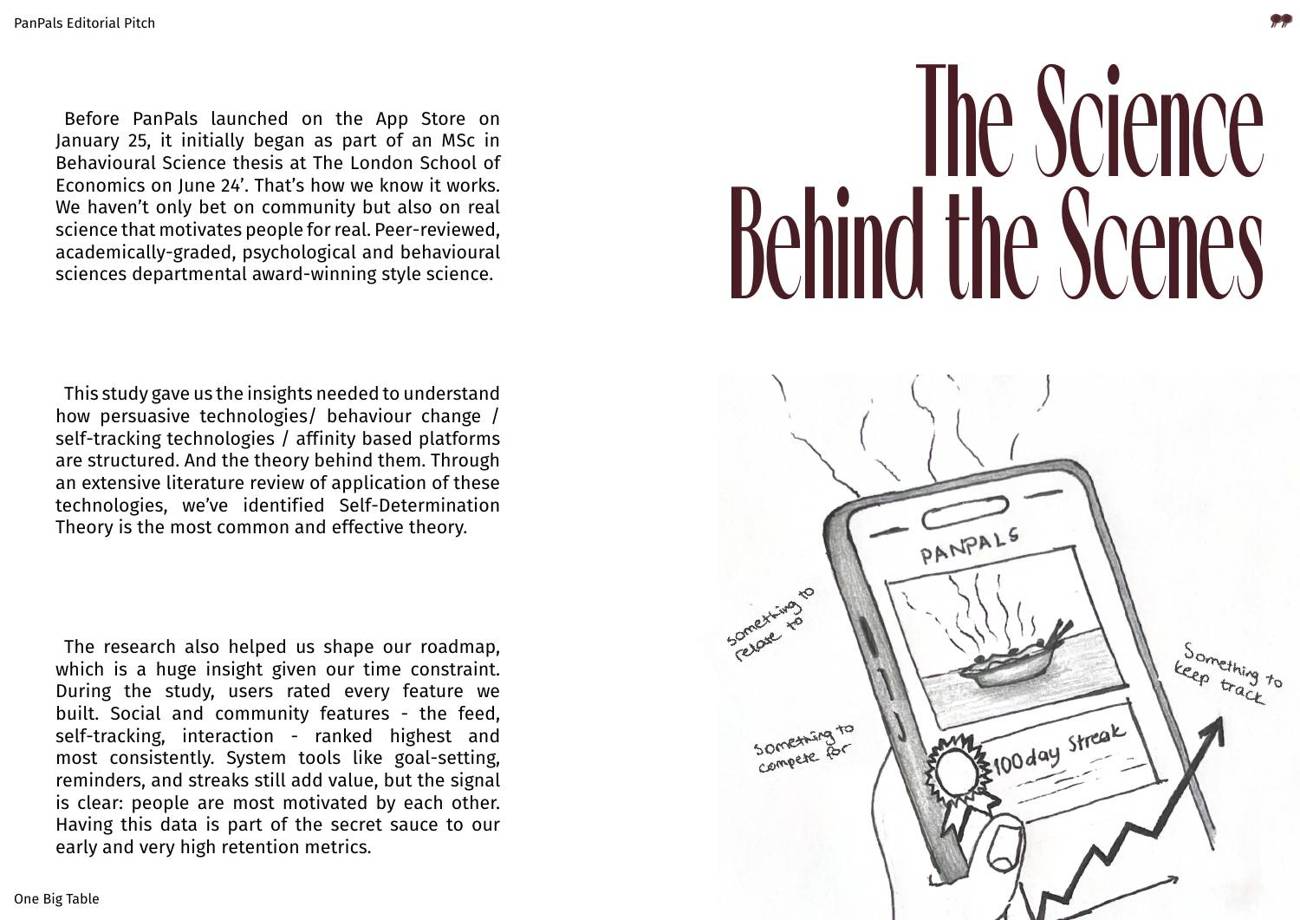 PanPals Editorial Pitch
The Science
Behind the Scenes
Before PanPals launched on the App Store on
January 25, it initially began as part of an MSc in
Behavioural Science thesis at The London School of
Economics on June 24’. That’s how we know it works.
We haven’t only bet on community but also on real
science that motivates people for real. Peer-reviewed,
academically-graded, psychological and behavioural
sciences departmental award-winning style science.
This study gave us the insights needed to understand
how persuasive technologies/ behaviour change /
self-tracking technologies / affinity based platforms
are structured. And the theory behind them. Through
an extensive literature review of application of these
technologies, we’ve identified Self-Determination
Theory is the most common and effective theory.
The research also helped us shape our roadmap,
which is a huge insight given our time constraint.
During the study, users rated every feature we
built. Social and community features - the feed,
self-tracking, interaction - ranked highest and
most consistently. System tools like goal-setting,
reminders, and streaks still add value, but the signal
is clear: people are most motivated by each other.
Having this data is part of the secret sauce to our
early and very high retention metrics.
PANPALS
something to
relate to
Something to
keep track
Something to
compete for
100 day Streak
One Big Table